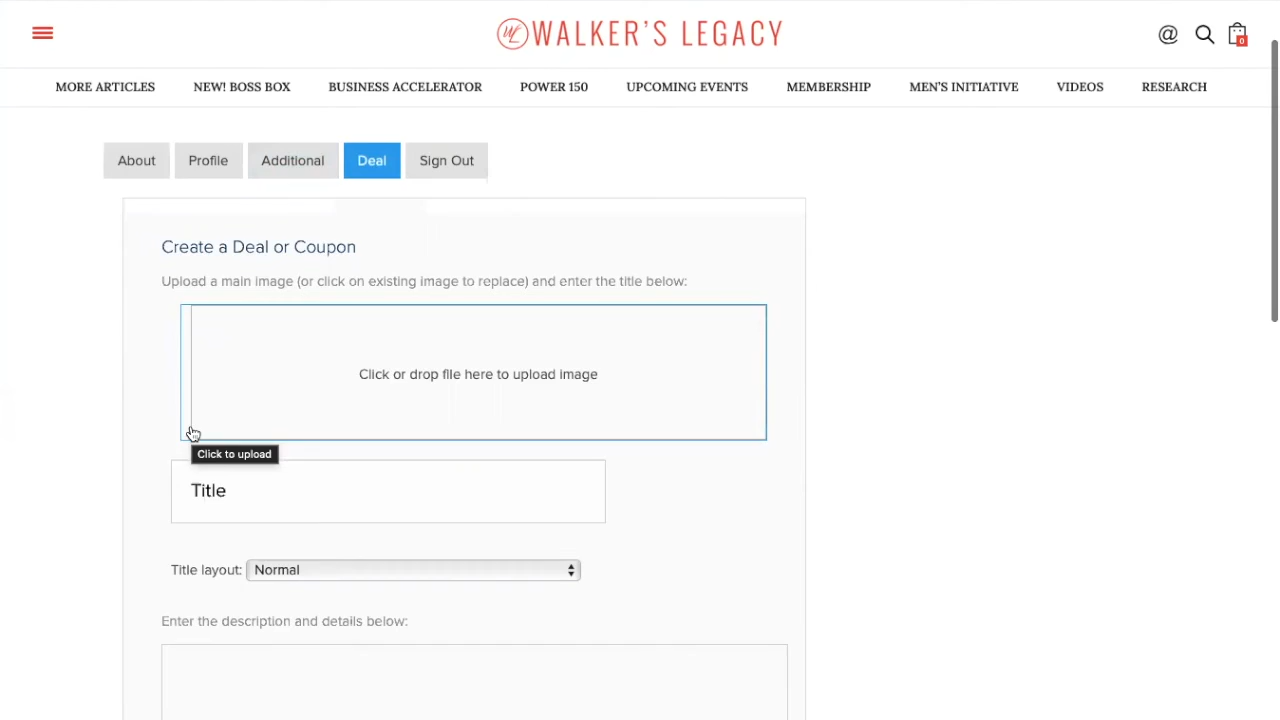 WALKER'S LEGACY
0
MORE ARTICLES NEW! BOSS BOX BUSINESS ACCELERATOR POWER 150 UPCOMING EVENTS MEMBERSHIP MEN'S INITIATIVE VIDEOS RESEARCH
About Profile Additional Deal Sign Out
Create a Deal or Coupon
Upload a main image (or click on existing image to replace) and enter the title below:
Click or drop file here to upload image
Click to upload
Title
Title layout: Normal
Enter the description and details below: